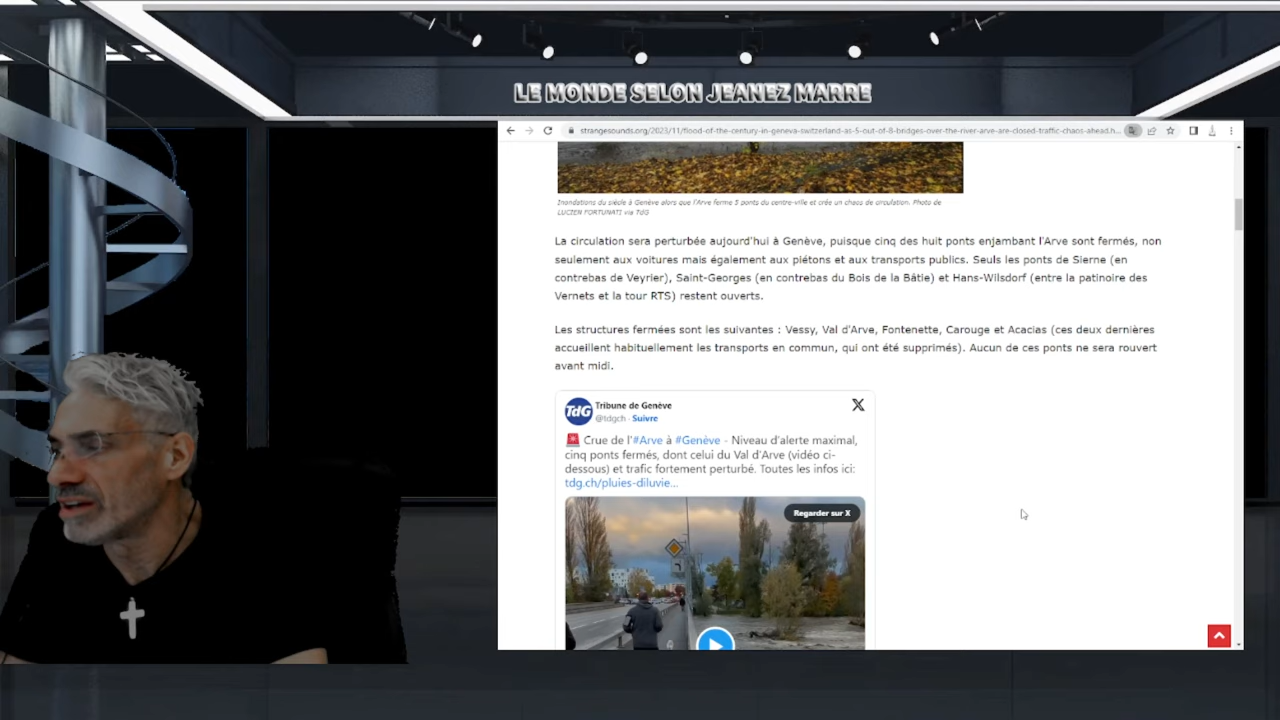 LE MONDE SELON JEANEZ MARRE
strangesounds.org/2023/11/flood-of-the-century-in-geneva-switzerland-as-5-out-of-8-bridges-over-the-river-arve-are-closed-traffic-chaos-ahead.h...
Inondations du siècle à Genève alors que l'Arve ferme 5 ponts du centre-ville et crée un chaos de circulation. Photo de
LUCIEN FORTUNATI via TdG
La circulation sera perturbée aujourd'hui à Genève, puisque cinq des huit ponts enjambant l'Arve sont fermés, non
seulement aux voitures mais également aux piétons et aux transports publics. Seuls les ponts de Sierne (en
contrebas de Veyrier), Saint-Georges (en contrebas du Bois de la Bâtie) et Hans-Wilsdorf (entre la patinoire des
Vernets et la tour RTS) restent ouverts.
Les structures fermées sont les suivantes : Vessy, Val d'Arve, Fontenette, Carouge et Acacias (ces deux dernières
accueillent habituellement les transports en commun, qui ont été supprimés). Aucun de ces ponts ne sera rouvert
avant midi.
TdG Tribune de Genève
@tdgch · Suivre
Crue de l'#Arve à #Genève - Niveau d'alerte maximal,
cinq ponts fermés, dont celui du Val d'Arve (vidéo ci-
dessous) et trafic fortement perturbé. Toutes les infos ici:
tdg.ch/pluies-diluvie...
Regarder sur X